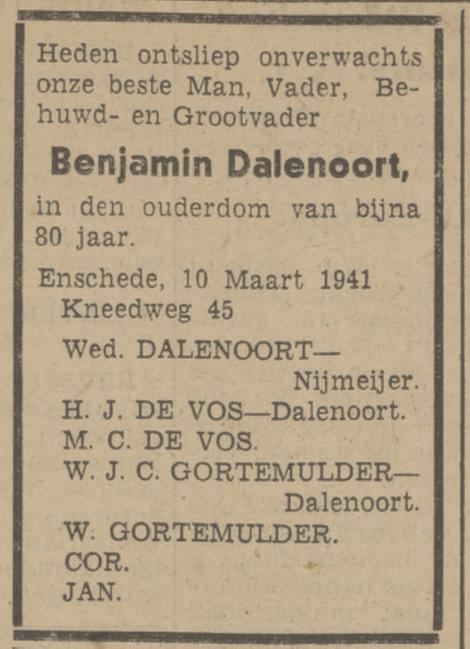 Heden ontsliep onverwachts
onze beste Man, Vader, Be-
huwd- en Grootvader
Benjamin Dalenoort,
in den ouderdom van bijna
80 jaar.
Enschede, 10 Maart 1941
Kneedweg 45
Wed. DALENOORT—
Nijmeijer.
H. J. DE VOS—Dalenoort.
M. C. DE VOS.
W. J. C. GORTEMULDER—
Dalenoort.
W. GORTEMULDER.
COR.
JAN.